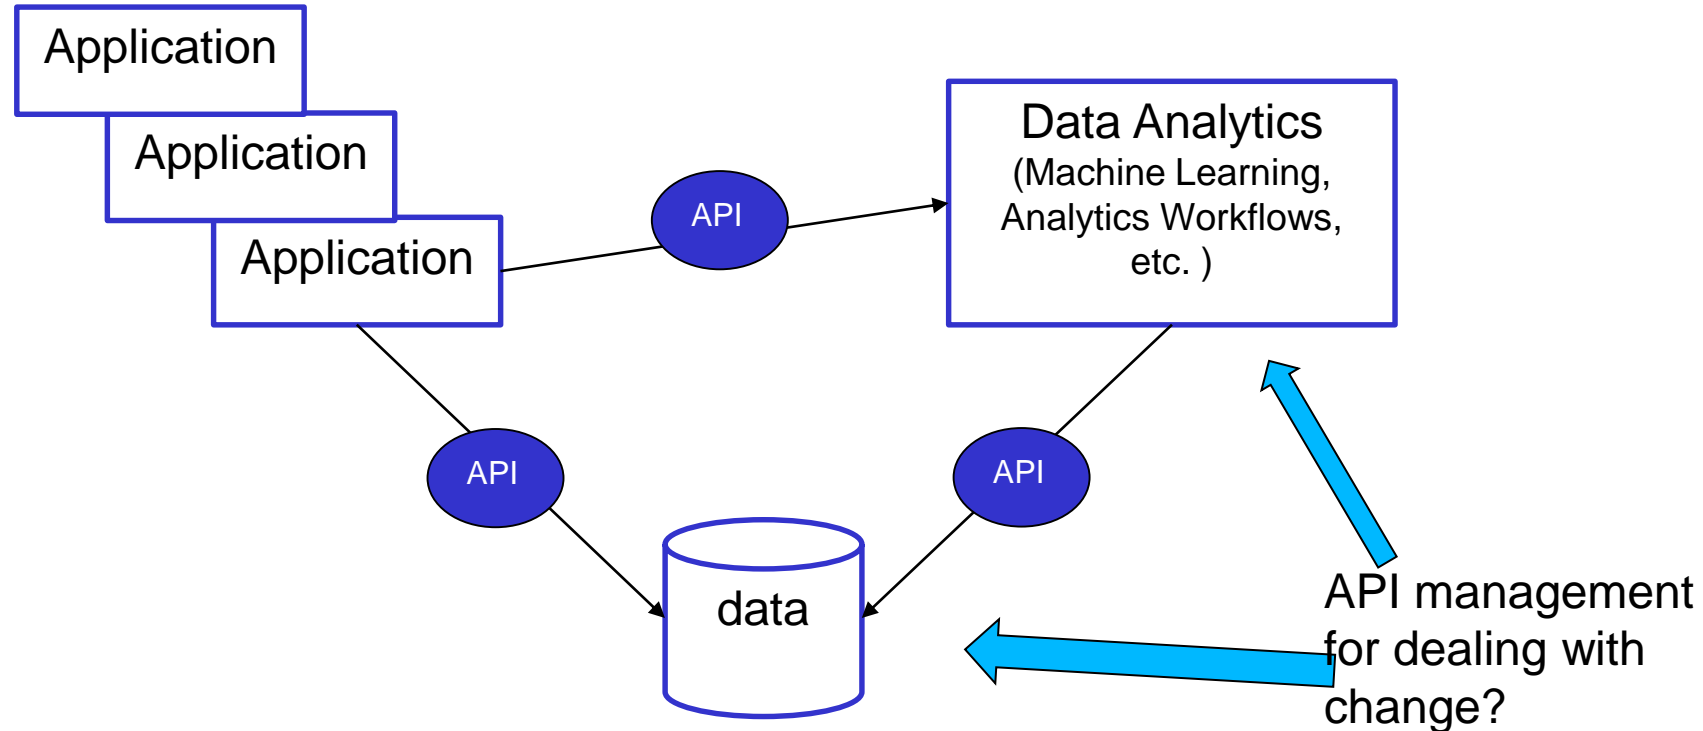 Application
Application
Application
API
Data Analytics
(Machine Learning,
Analytics Workflows,
etc. )
API
API
data
API management
for dealing with
change?